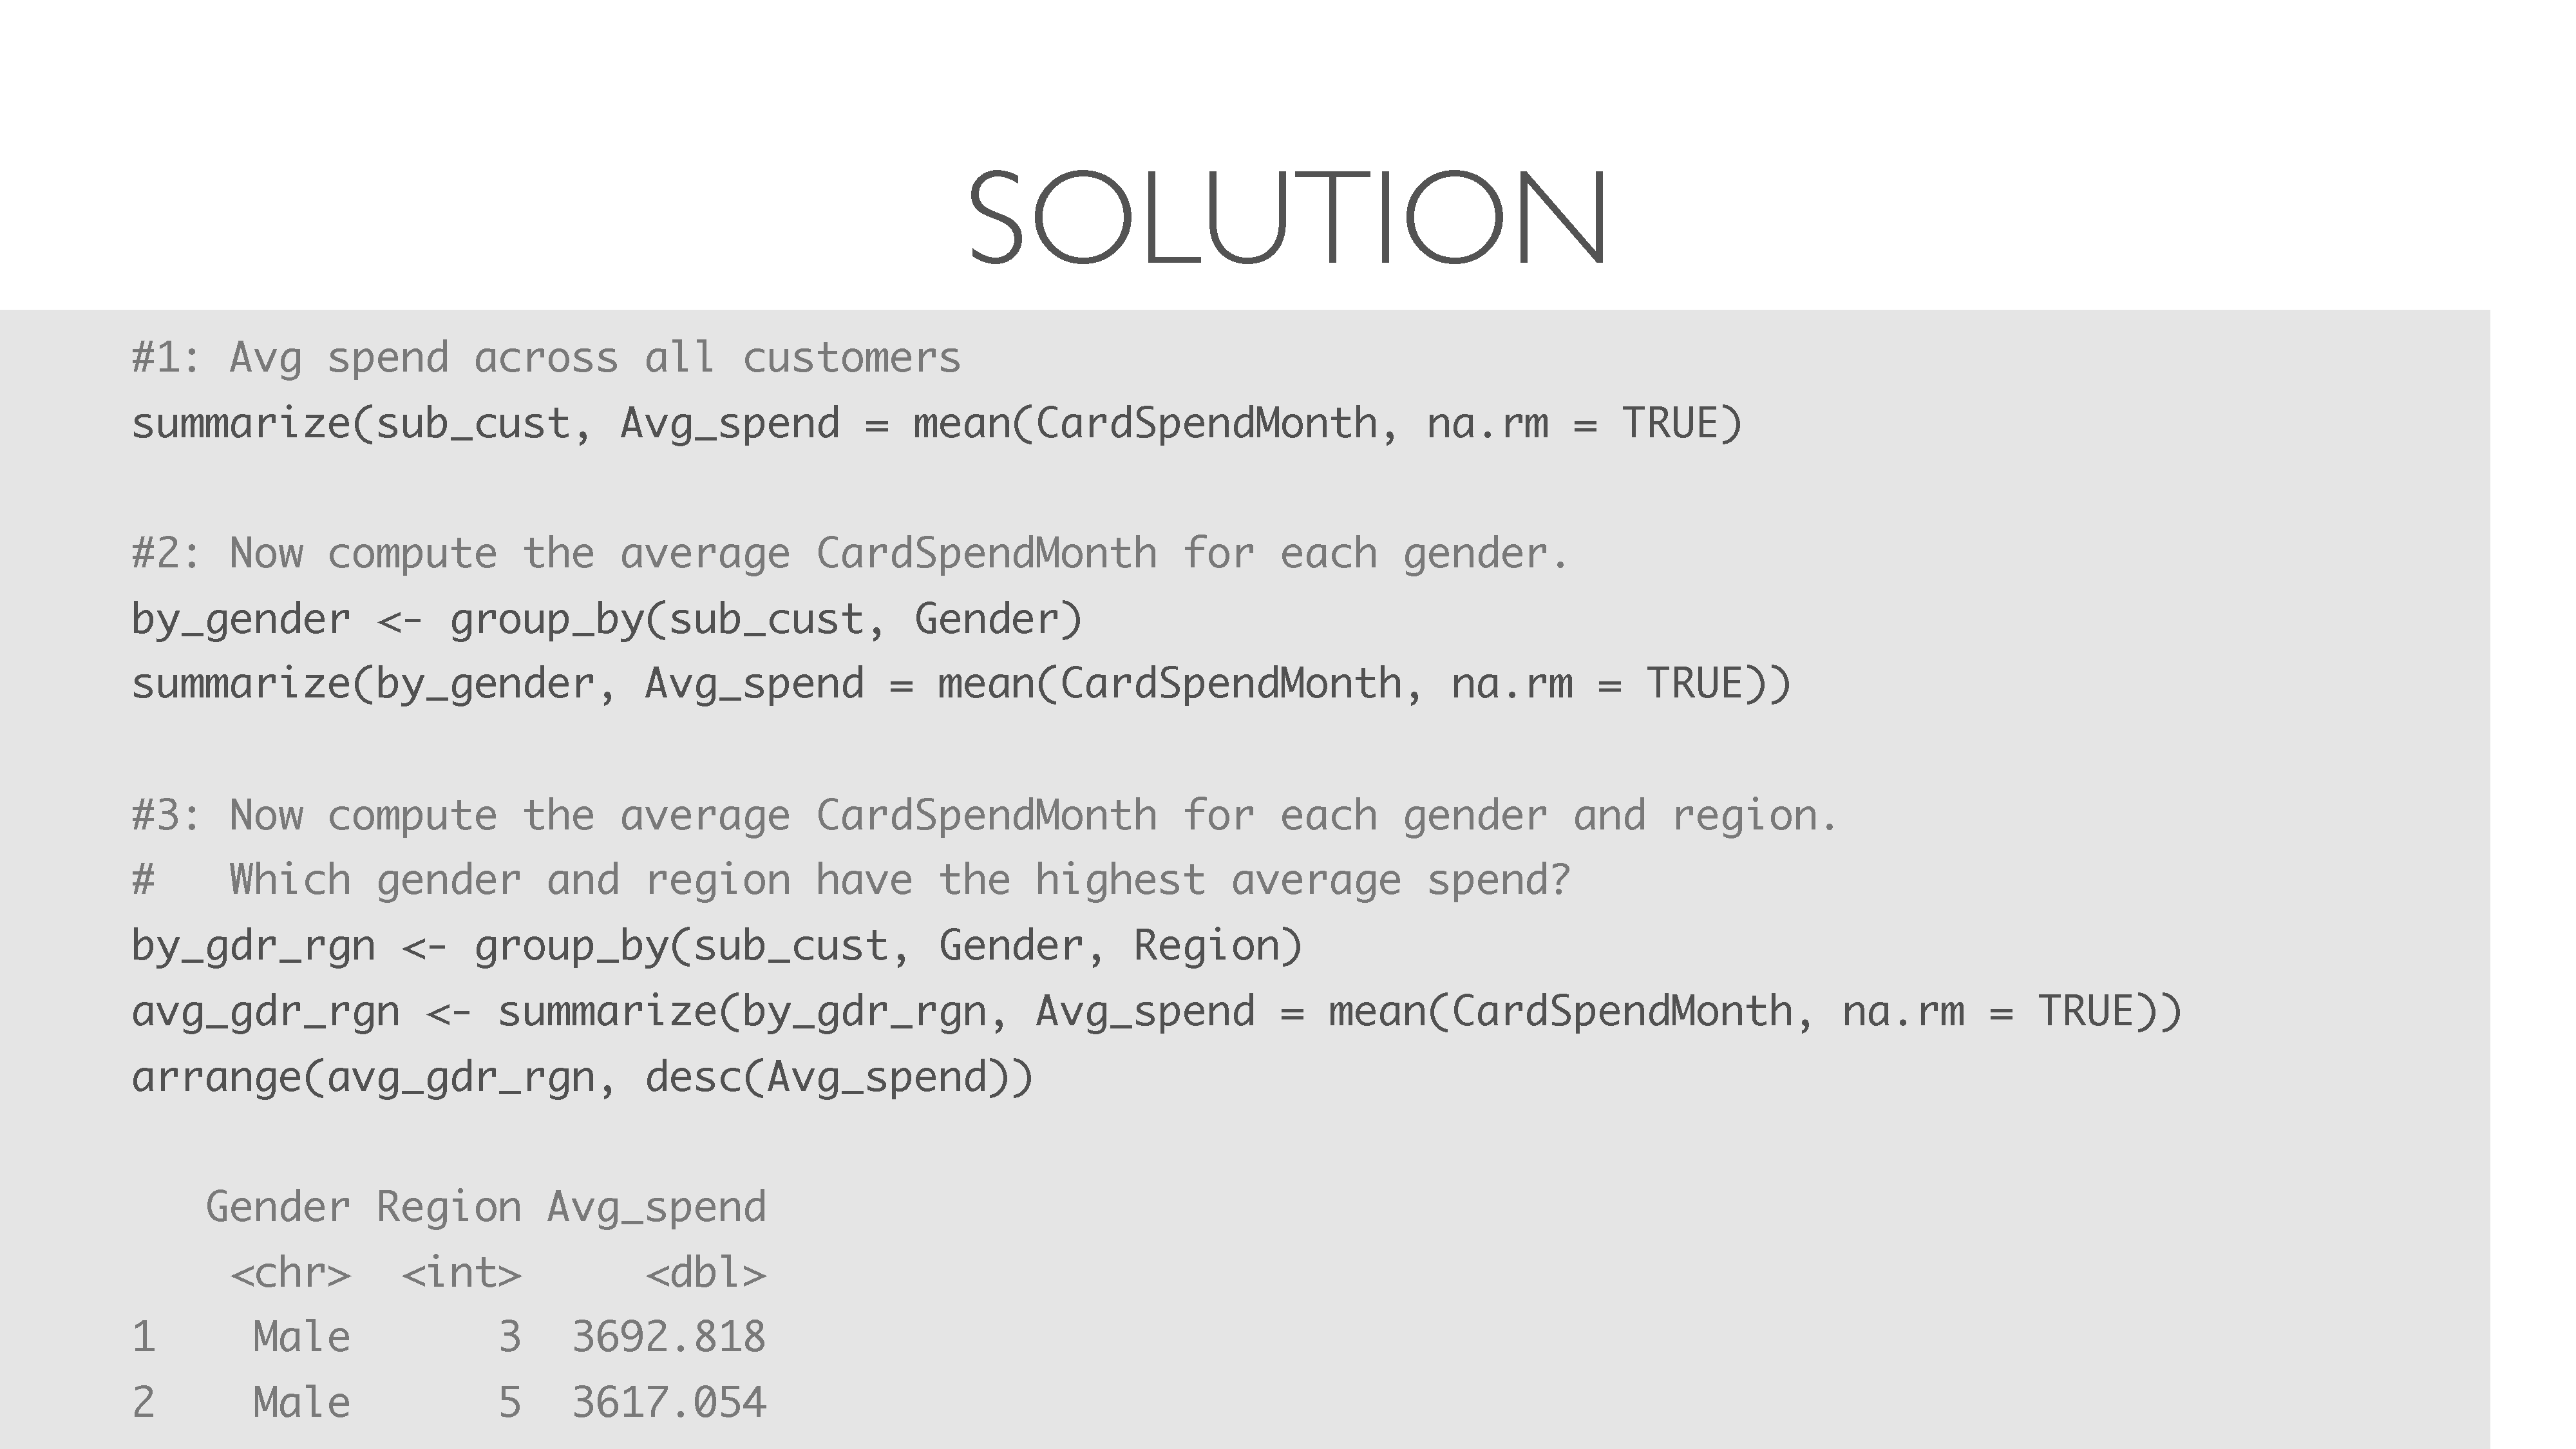 SOLUTION
#1: Avg spend across all customers
summarize(sub_cust, Avg_spend = mean(CardSpendMonth, na.rm = TRUE)
#2: Now compute the average CardSpendMonth for each gender.
by_gender <- group_by(sub_cust, Gender)
summarize(by_gender, Avg_spend = mean(CardSpendMonth, na.rm = TRUE))
#3: Now compute the average CardSpendMonth for each gender and region.
#   Which gender and region have the highest average spend?
by_gdr_rgn <- group_by(sub_cust, Gender, Region)
avg_gdr_rgn <- summarize(by_gdr_rgn, Avg_spend = mean(CardSpendMonth, na.rm = TRUE))
arrange(avg_gdr_rgn, desc(Avg_spend))
Gender Region Avg_spend
<chr> <int> <dbl>
1 Male 3 3692.818
2 Male 5 3617.054